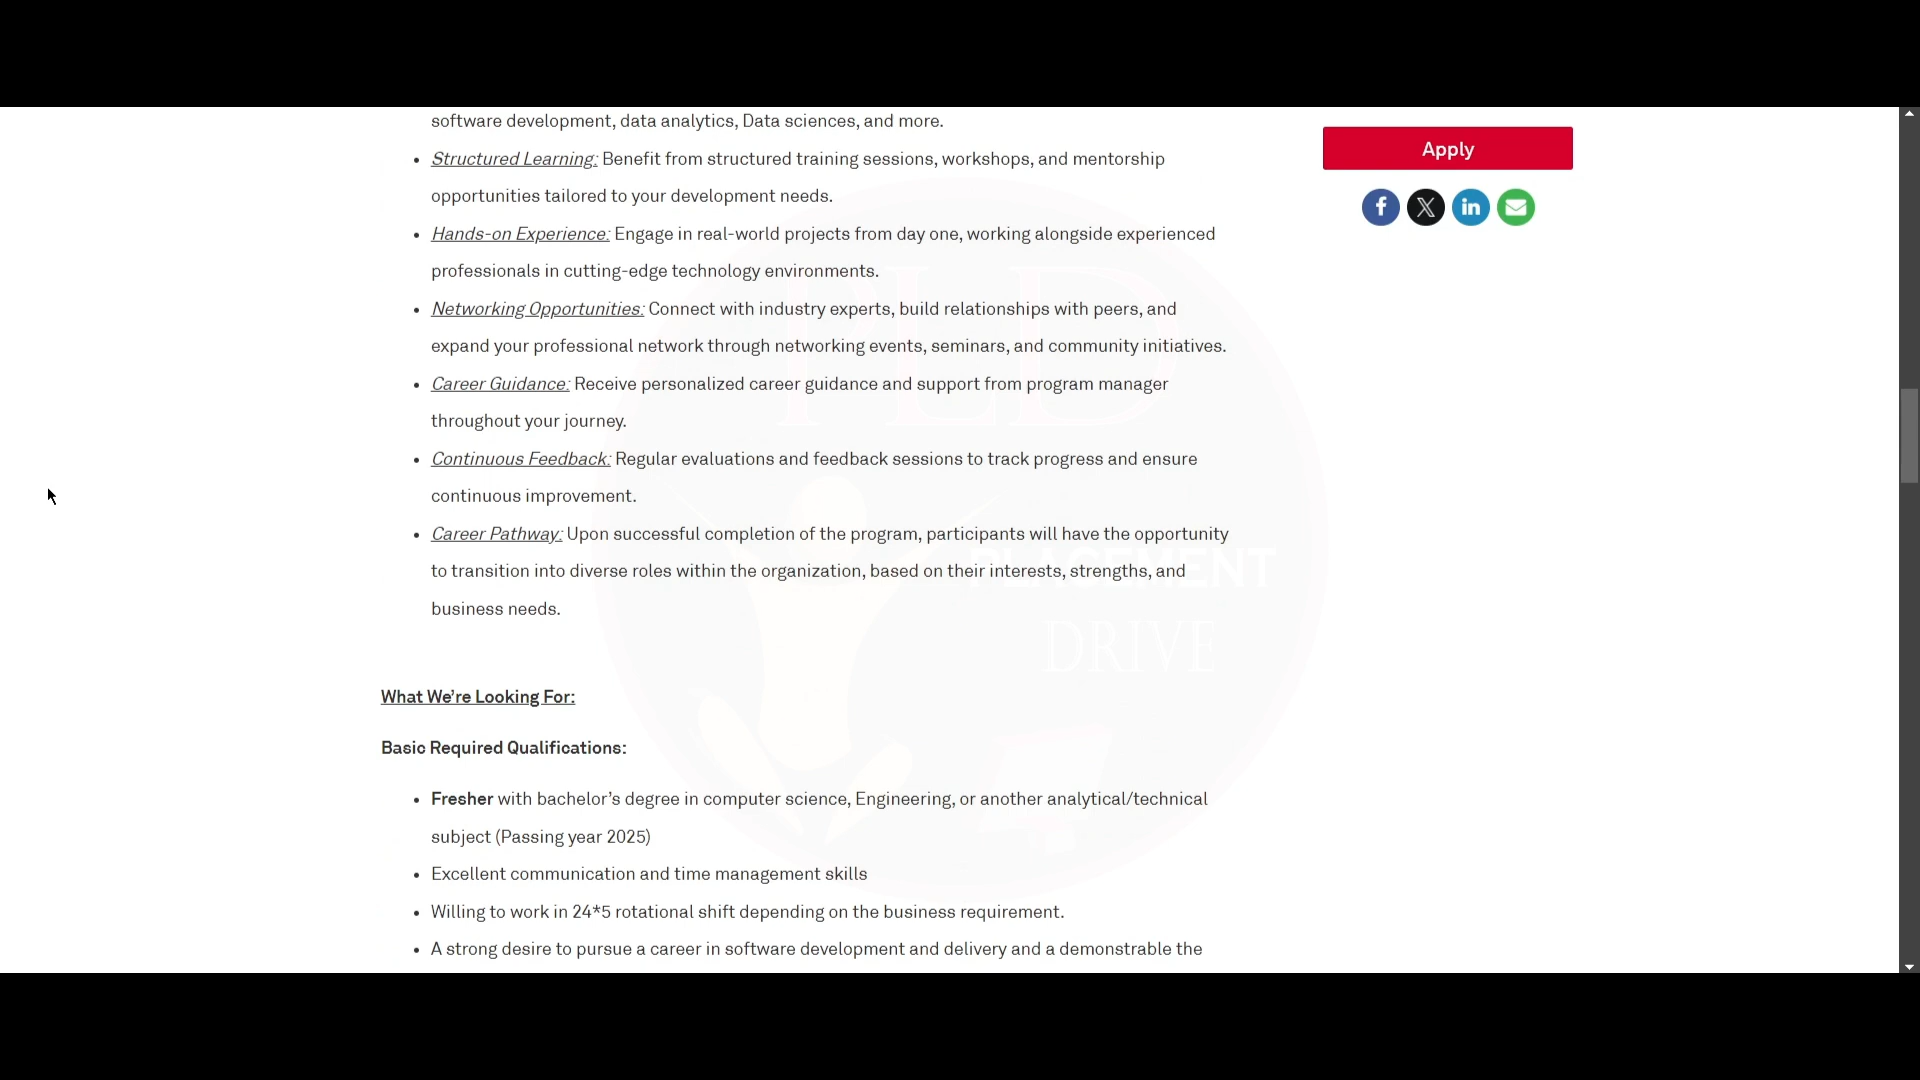 software development, data analytics, Data sciences, and more.
Apply
• Structured Learning: Benefit from structured training sessions, workshops, and mentorship
opportunities tailored to your development needs.
• Hands-on Experience: Engage in real-world projects from day one, working alongside experienced
professionals in cutting-edge technology environments.
• Networking Opportunities: Connect with industry experts, build relationships with peers, and
expand your professional network through networking events, seminars, and community initiatives.
• Career Guidance: Receive personalized career guidance and support from program manager
throughout your journey.
• Continuous Feedback: Regular evaluations and feedback sessions to track progress and ensure
continuous improvement.
• Career Pathway: Upon successful completion of the program, participants will have the opportunity
to transition into diverse roles within the organization, based on their interests, strengths, and
business needs.
PLD
PLACEMENT
DRIVE
What We’re Looking For:
Basic Required Qualifications:
• Fresher with bachelor’s degree in computer science, Engineering, or another analytical/technical
subject (Passing year 2025)
• Excellent communication and time management skills
• Willing to work in 24*5 rotational shift depending on the business requirement.
• A strong desire to pursue a career in software development and delivery and a demonstrable the